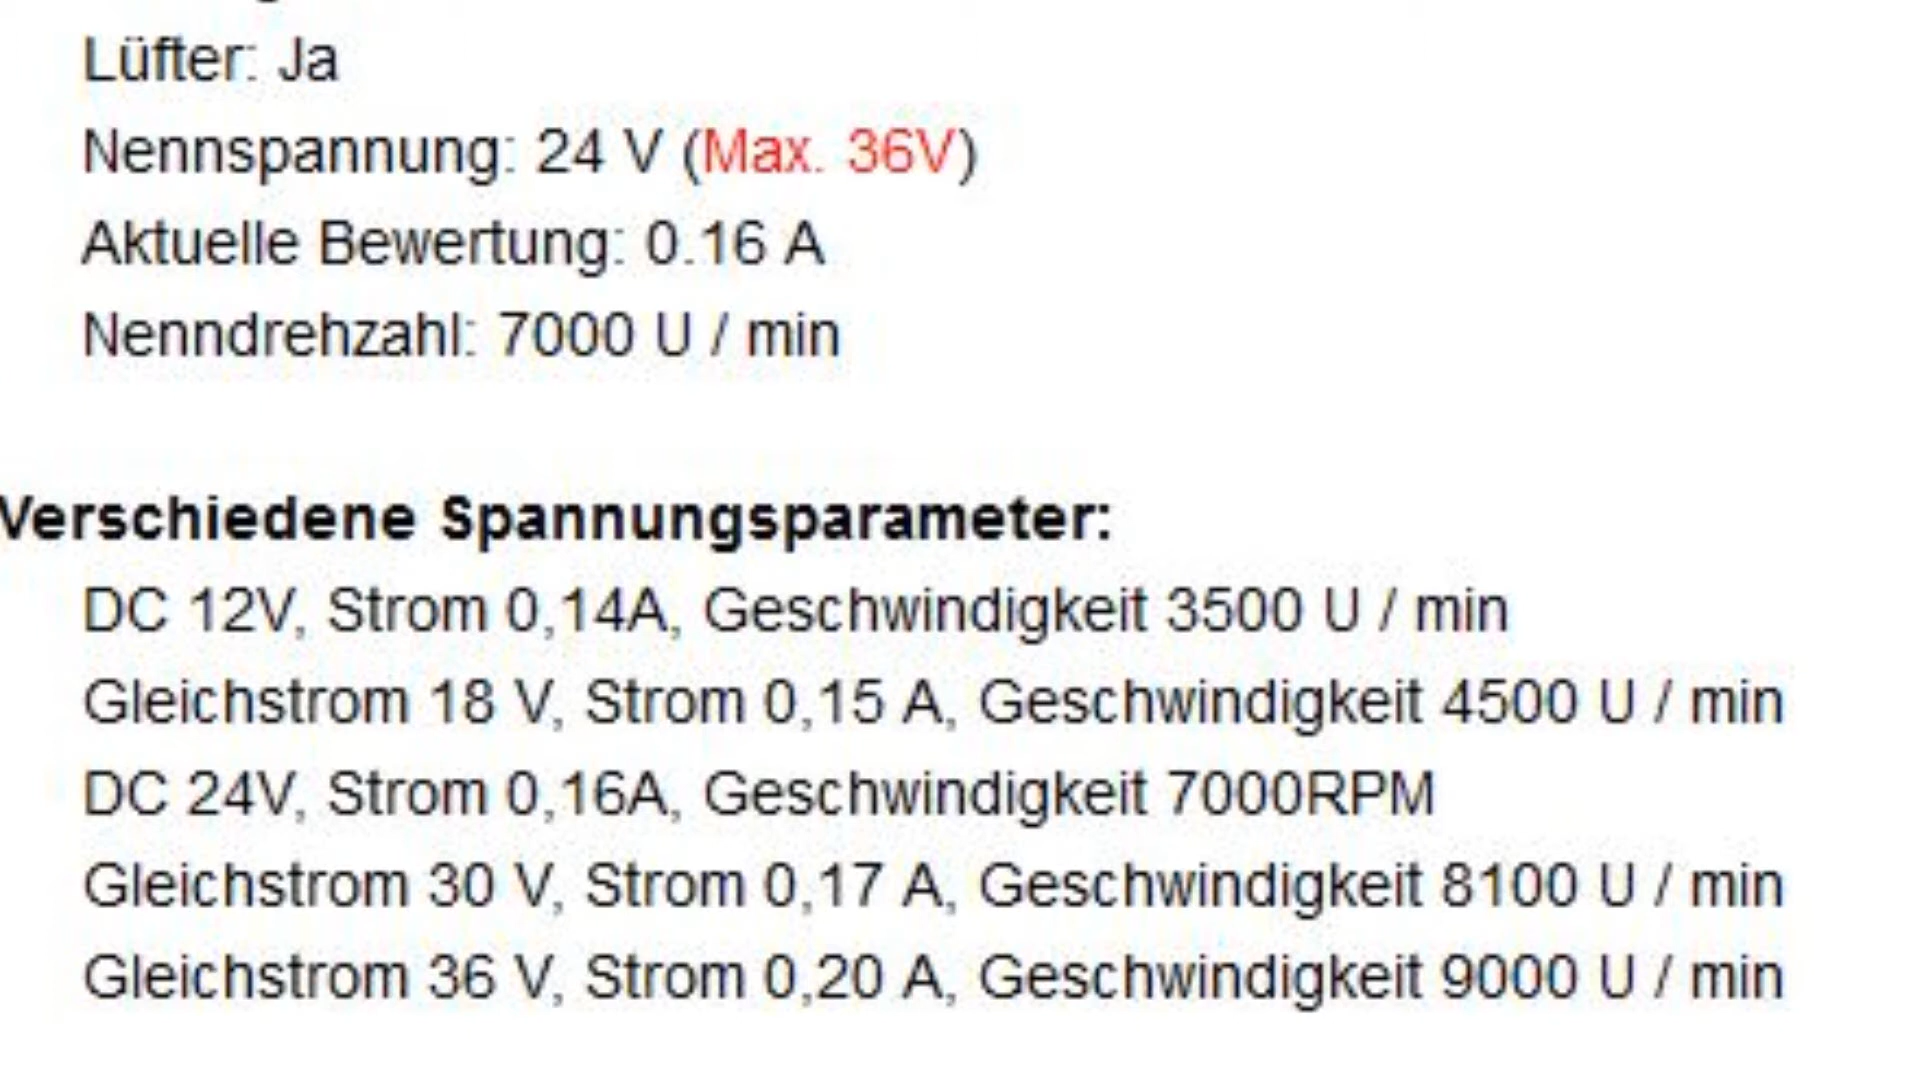 Lüfter: Ja
Nennspannung: 24 V (Max. 36V)
Aktuelle Bewertung: 0.16 A
Nenndrehzahl: 7000 U / min
Verschiedene Spannungsparameter:
DC 12V, Strom 0,14A, Geschwindigkeit 3500 U / min
Gleichstrom 18 V, Strom 0,15 A, Geschwindigkeit 4500 U / min
DC 24V, Strom 0,16A, Geschwindigkeit 7000RPM
Gleichstrom 30 V, Strom 0,17 A, Geschwindigkeit 8100 U / min
Gleichstrom 36 V, Strom 0,20 A, Geschwindigkeit 9000 U / min